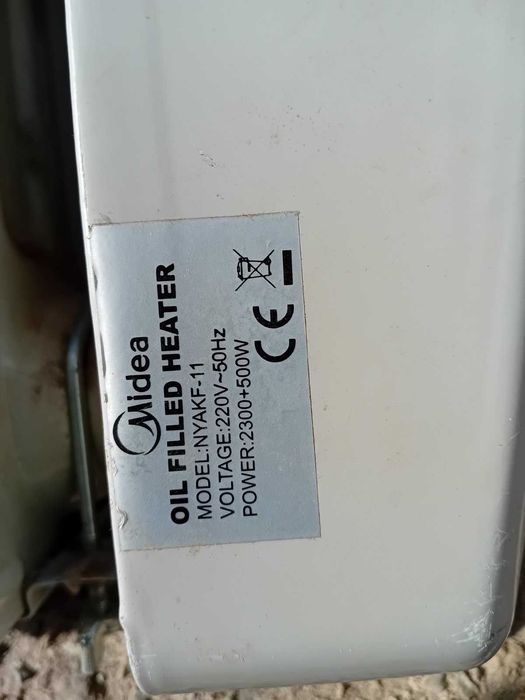 Midea
OIL FILLED HEATER
MODEL:NYAKF-11
VOLTAGE:220V~50Hz
POWER:2300+500W
CE